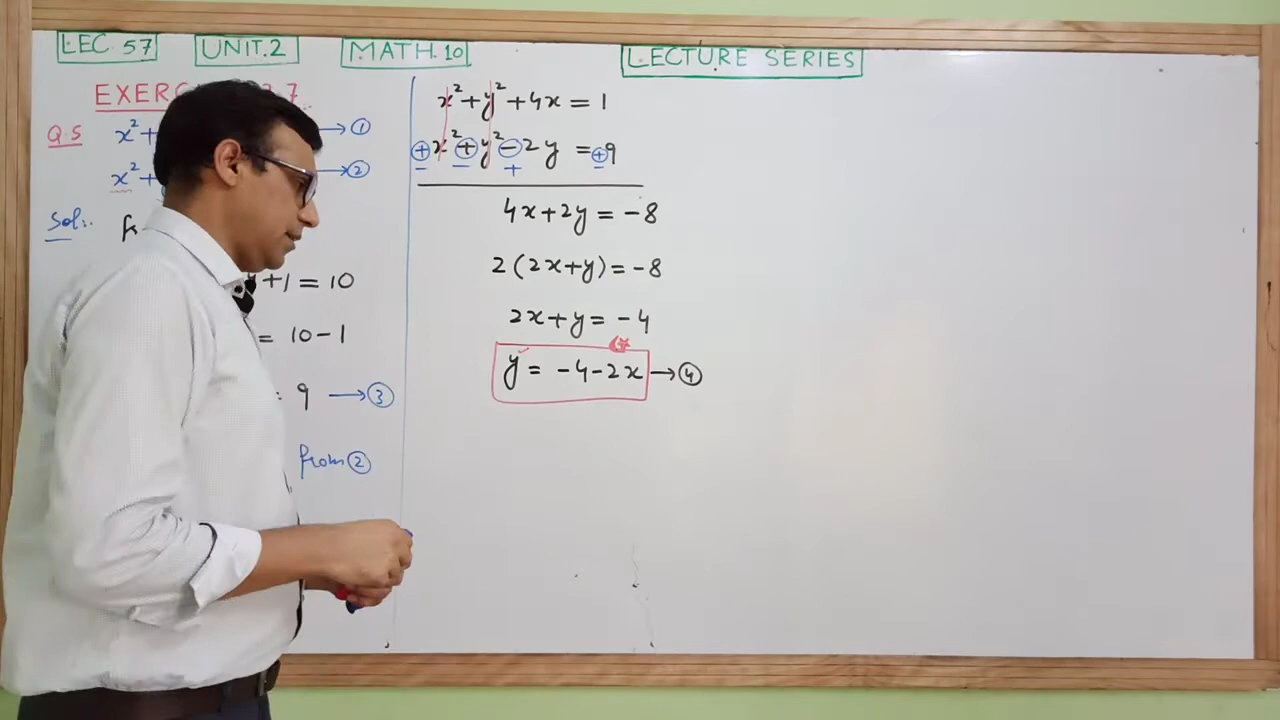 LEC. 57 UNIT.2 MATH.10 LECTURE SERIES
Q.5 x²+ → ①
x²+ → ②
Sol:.
+1 = 10
= 10-1
= 9 → ③
from ②
x²+y²+4x = 1
⊕x²⊕y²⊖2y = ⊕9
- - + -
4x+2y = -8
2(2x+y) = -8
2x+y = -4
y = -4-2x → ④